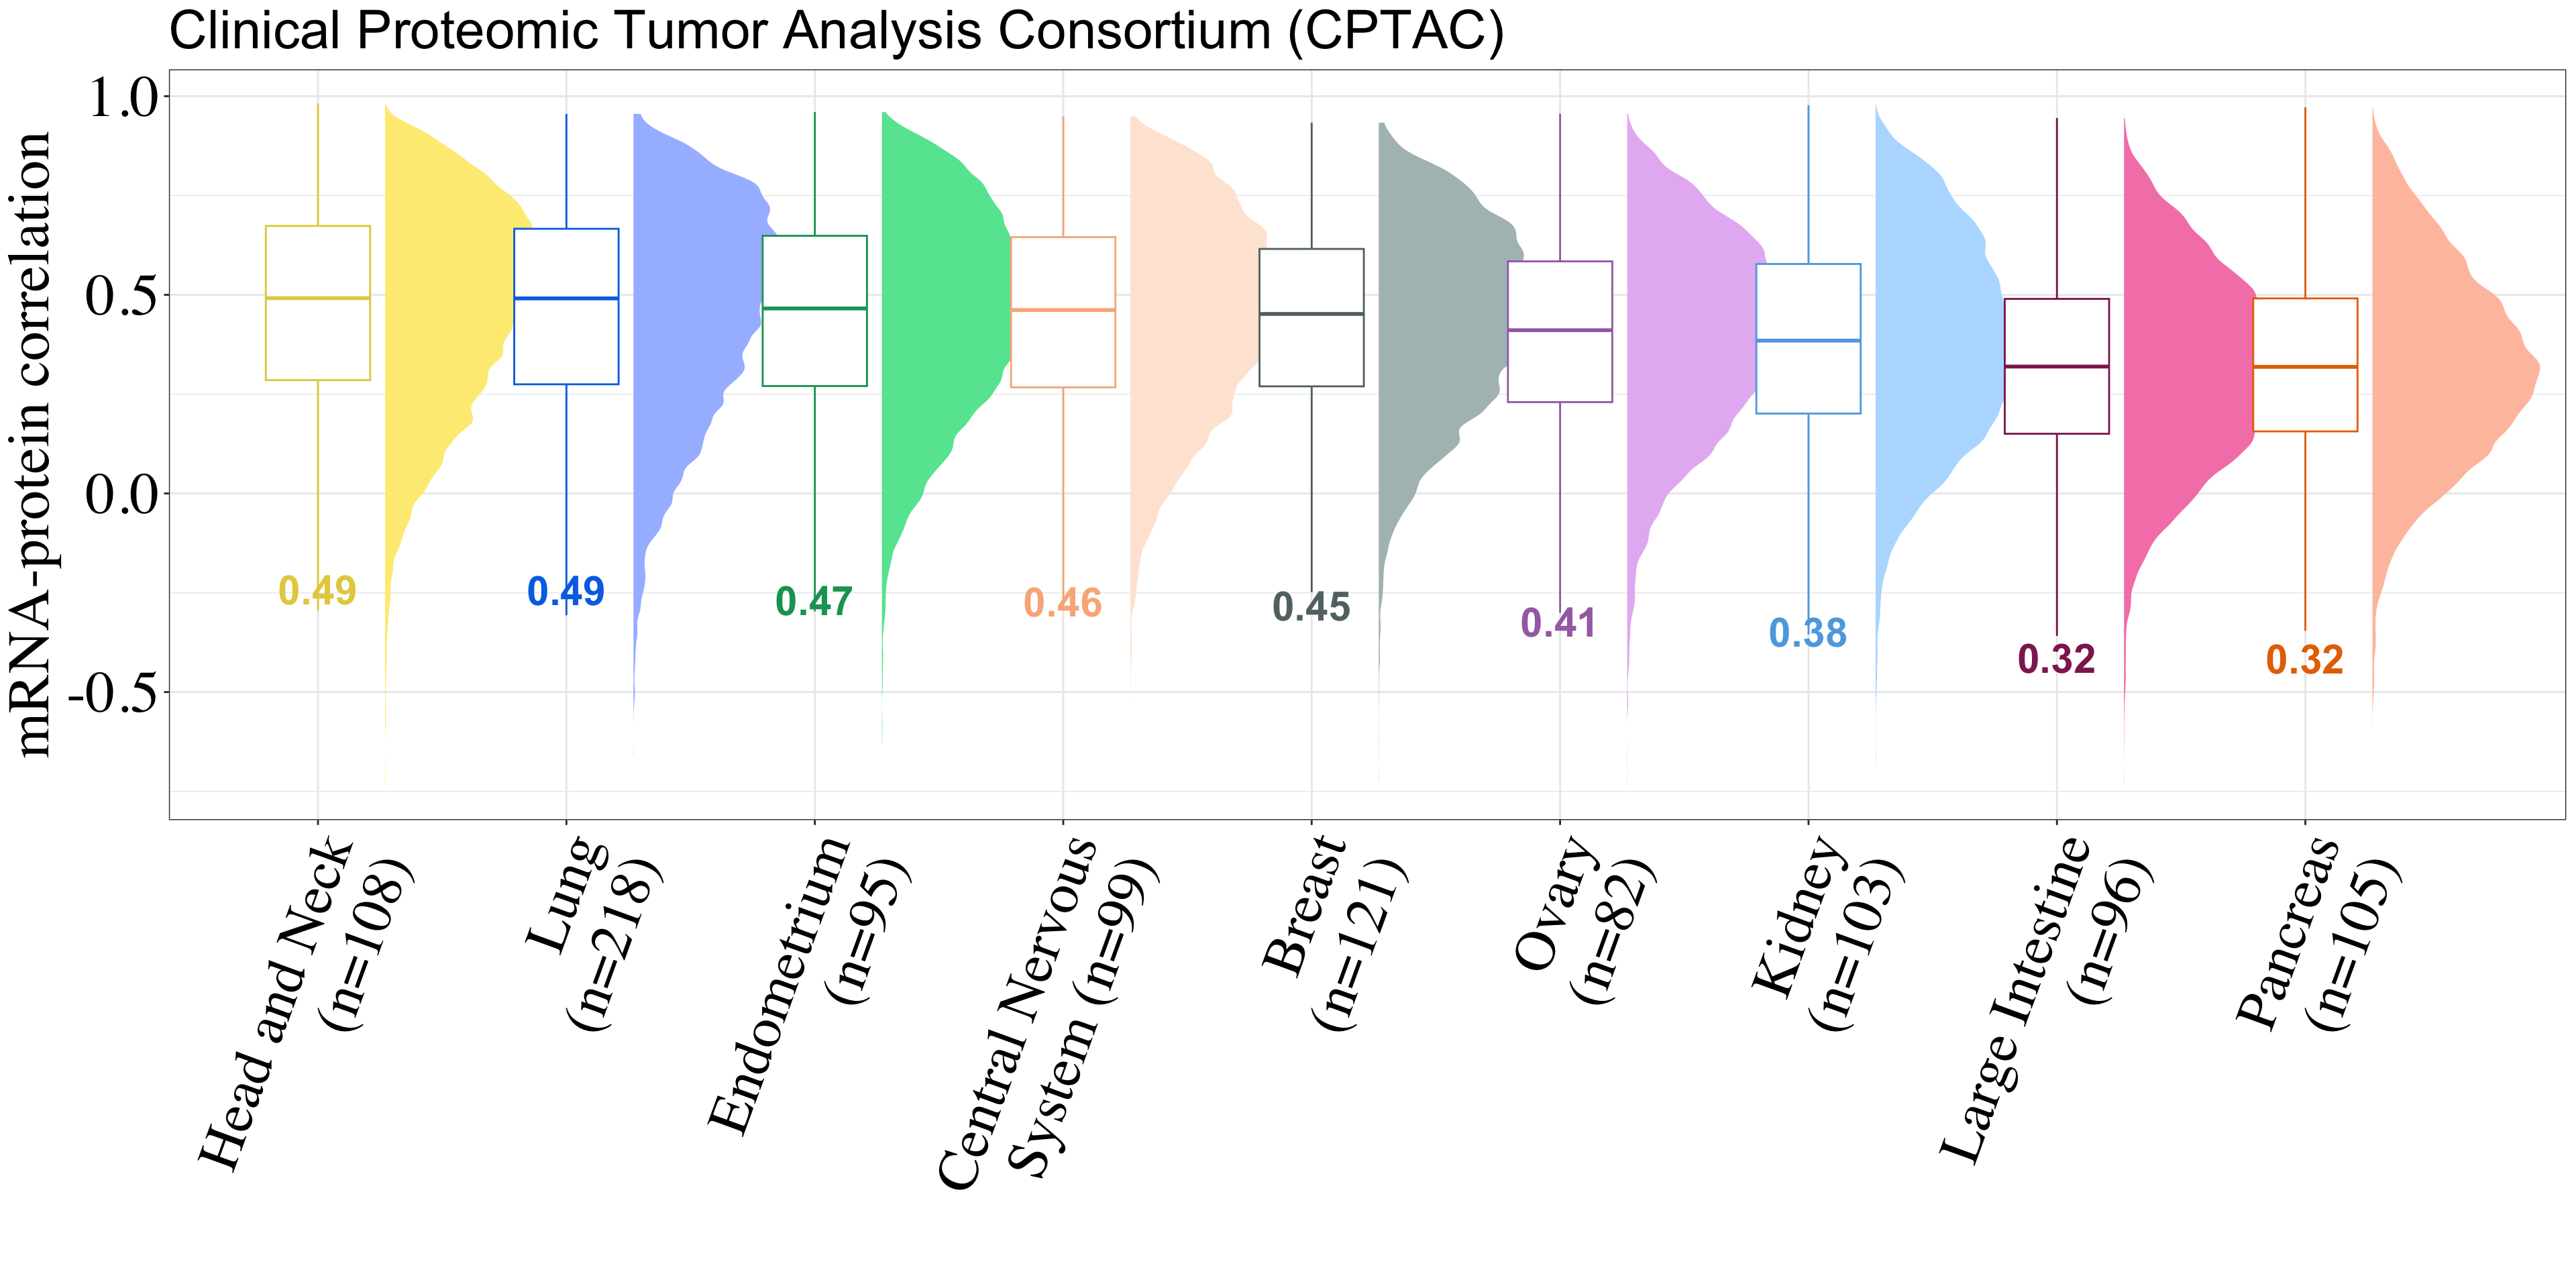 Clinical Proteomic Tumor Analysis Consortium (CPTAC)
mRNA-protein correlation
1.0
0.5
0.0
-0.5
0.49
0.49
0.47
0.46
0.45
0.41
0.38
0.32
0.32
Head and Neck
(n=108)
Lung
(n=218)
Endometrium
(n=95)
Central Nervous
System (n=99)
Breast
(n=121)
Ovary
(n=82)
Kidney
(n=103)
Large Intestine
(n=96)
Pancreas
(n=105)